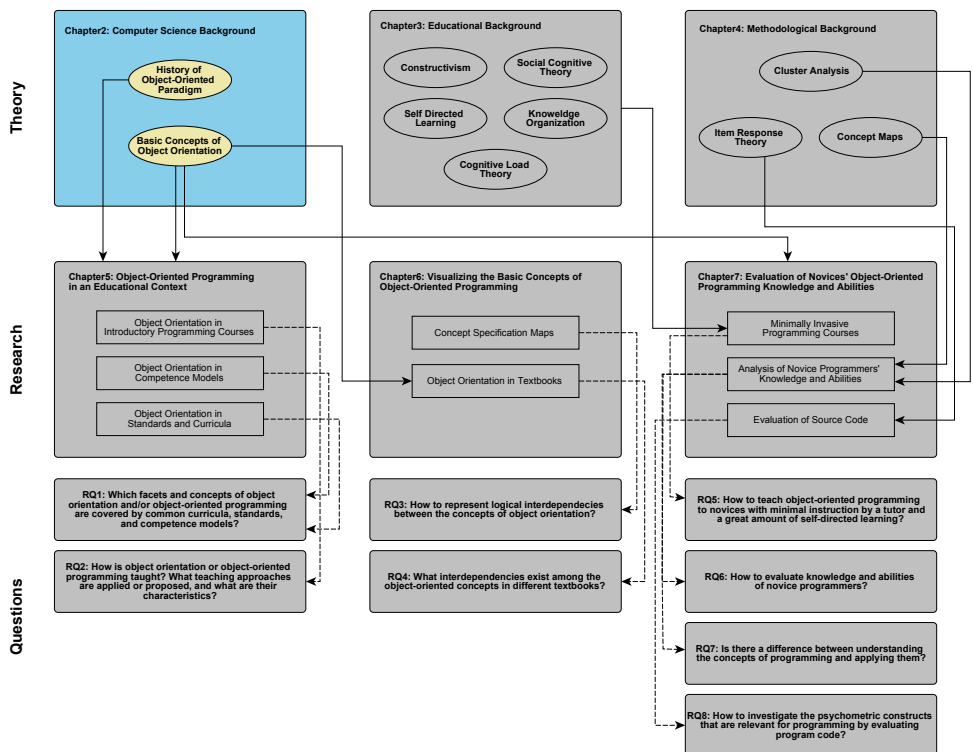 Theory
Chapter2: Computer Science Background
History of
Object-Oriented
Paradigm
Basic Concepts of
Object Orientation
Chapter3: Educational Background
Constructivism
Social Cognitive
Theory
Self Directed
Learning
Knoweldge
Organization
Cognitive Load
Theory
Chapter4: Methodological Background
Cluster Analysis
Item Response
Theory
Concept Maps
Research
Chapter5: Object-Oriented Programming
in an Educational Context
Object Orientation in
Introductory Programming Courses
Object Orientation in
Competence Models
Object Orientation in
Standards and Curricula
Chapter6: Visualizing the Basic Concepts of
Object-Oriented Programming
Concept Specification Maps
Object Orientation in Textbooks
Chapter7: Evaluation of Novices' Object-Oriented
Programming Knowledge and Abilities
Minimally Invasive
Programming Courses
Analysis of Novice Programmers'
Knowledge and Abilities
Evaluation of Source Code
Questions
RQ1: Which facets and concepts of object
orientation and/or object-oriented programming
are covered by common curricula, standards,
and competence models?
RQ2: How is object orientation or object-oriented
programming taught? What teaching approaches
are applied or proposed, and what are their
characteristics?
RQ3: How to represent logical interdependencies
between the concepts of object orientation?
RQ4: What interdependencies exist among the
object-oriented concepts in different textbooks?
RQ5: How to teach object-oriented programming
to novices with minimal instruction by a tutor and
a great amount of self-directed learning?
RQ6: How to evaluate knowledge and abilities
of novice programmers?
RQ7: Is there a difference between understanding
the concepts of programming and applying them?
RQ8: How to investigate the psychometric constructs
that are relevant for programming by evaluating
program code?